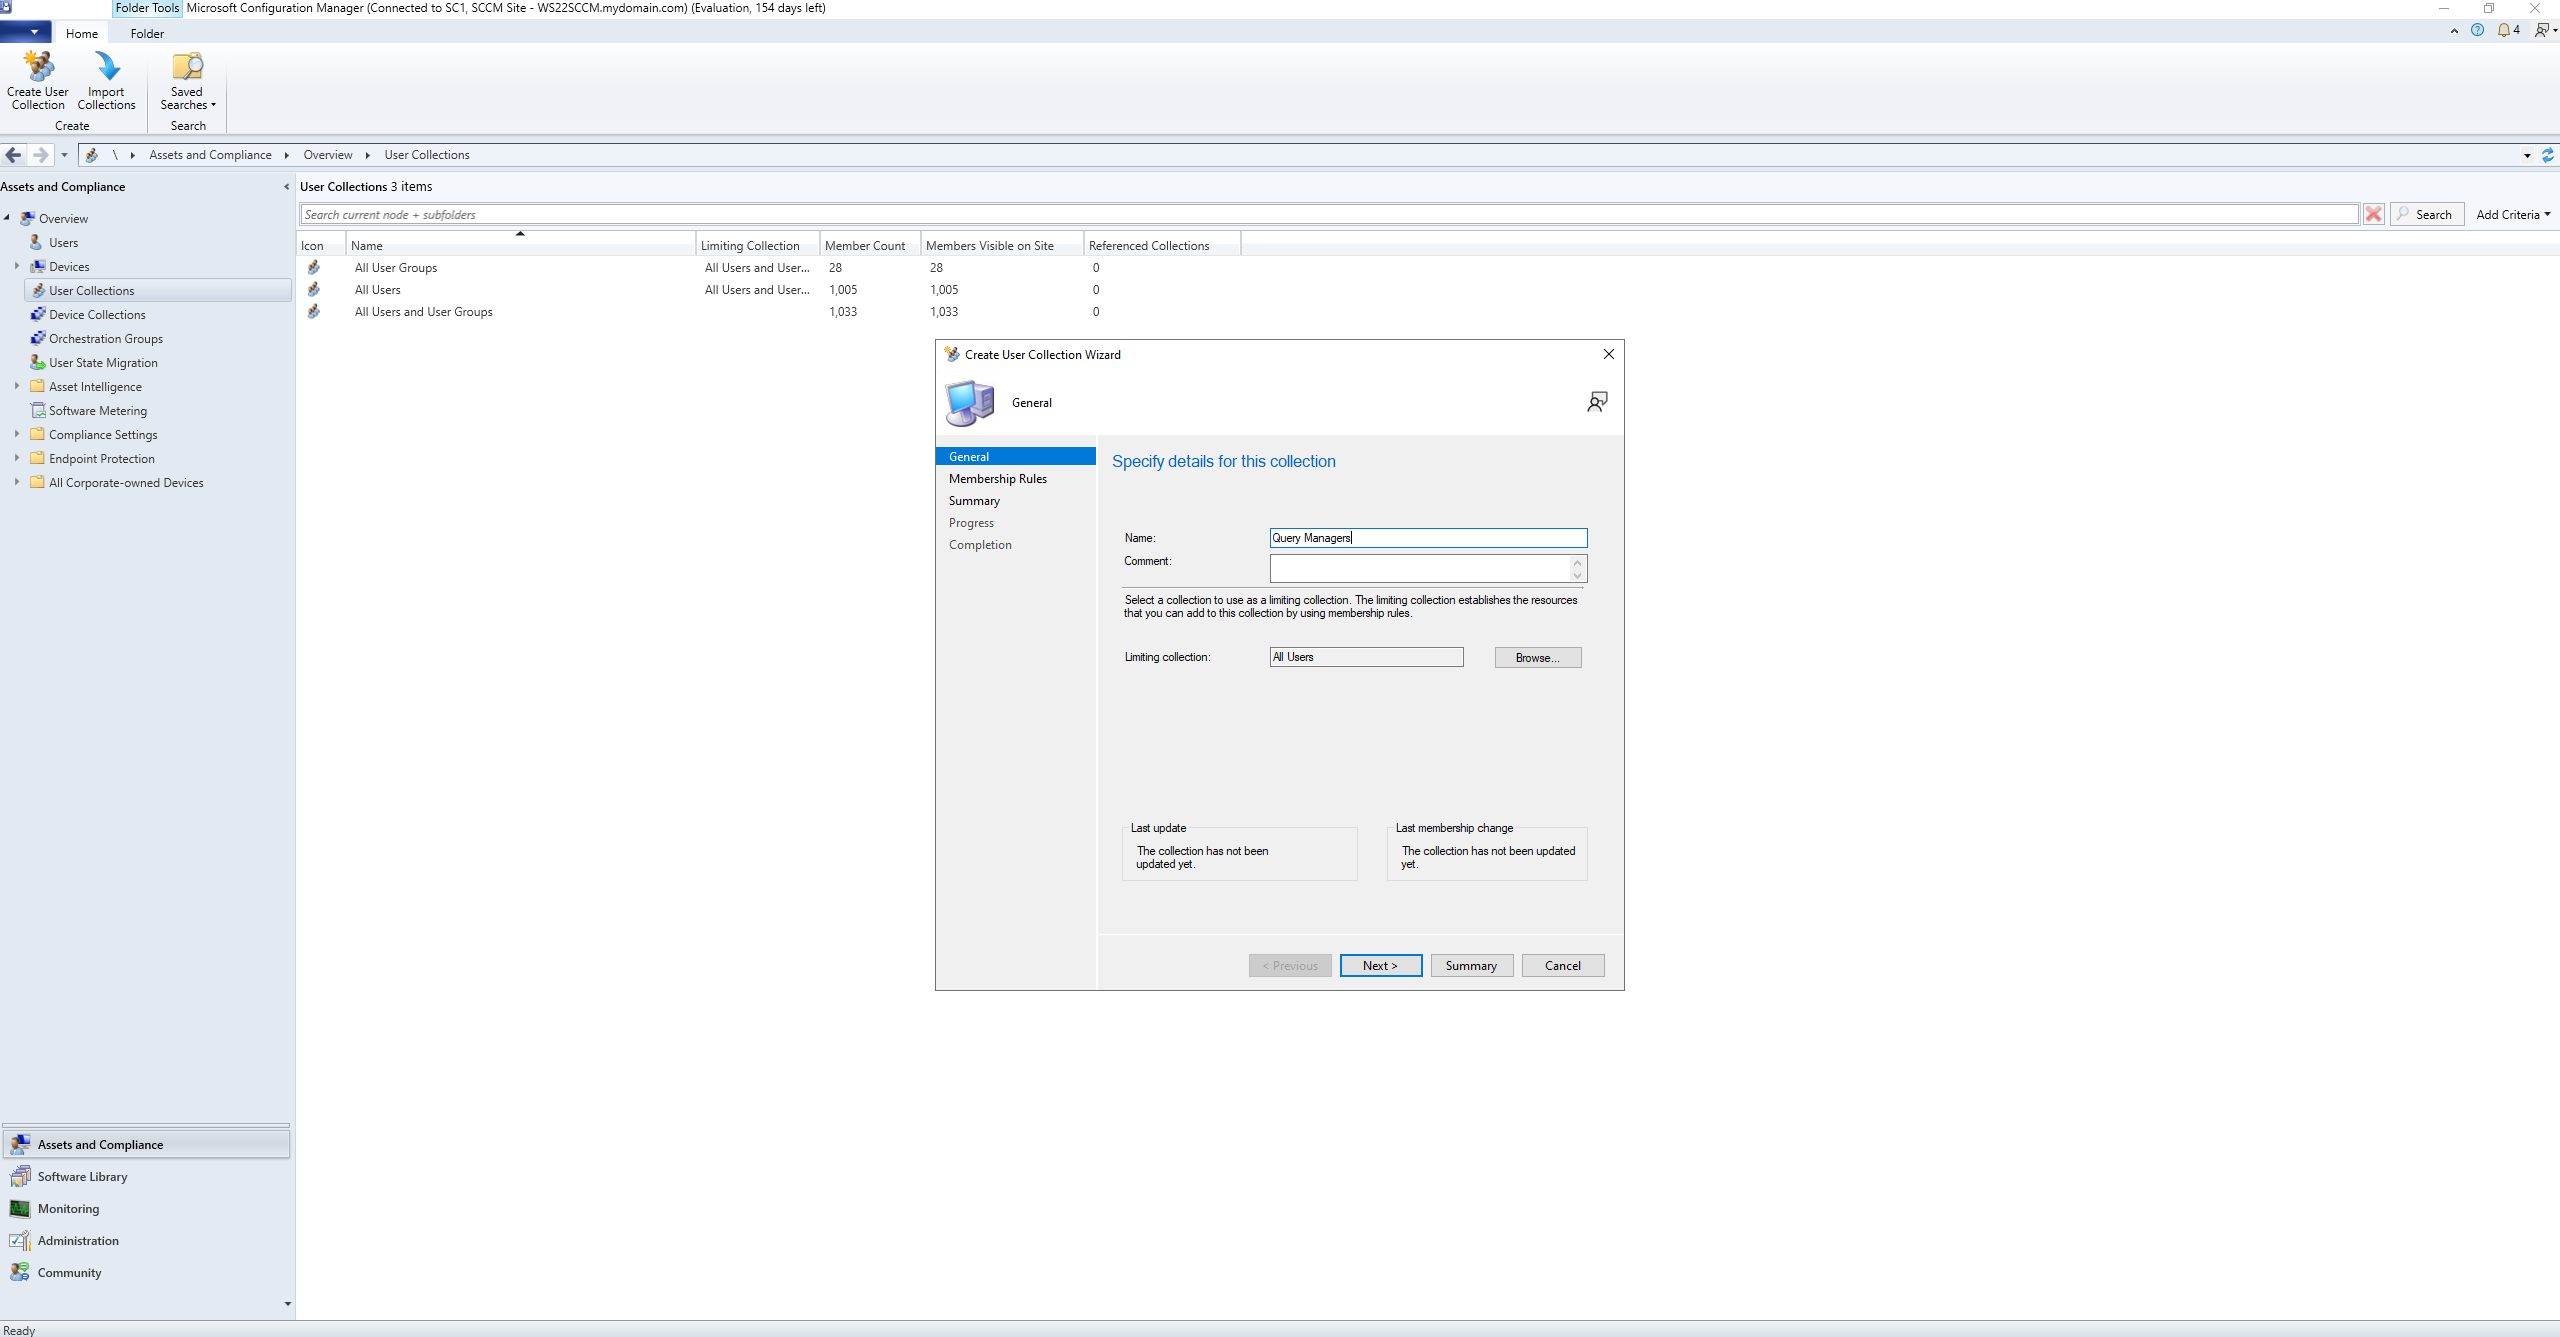 Folder Tools Microsoft Configuration Manager (Connected to SC1, SCCM Site - WS22SCCM.mydomain.com) (Evaluation, 154 days left)
Home Folder
4
Create User Collection
Import Collections
Saved Searches
Create Search
\ Assets and Compliance Overview User Collections
Assets and Compliance
Overview
Users
Devices
User Collections
Device Collections
Orchestration Groups
User State Migration
Asset Intelligence
Software Metering
Compliance Settings
Endpoint Protection
All Corporate-owned Devices
User Collections 3 items
Search current node + subfolders
Search Add Criteria
Icon Name Limiting Collection Member Count Members Visible on Site Referenced Collections
All User Groups All Users and User... 28 28 0
All Users All Users and User... 1,005 1,005 0
All Users and User Groups 1,033 1,033 0
Create User Collection Wizard
General
General
Membership Rules
Summary
Progress
Completion
Specify details for this collection
Name: Query Managers
Comment:
Select a collection to use as a limiting collection. The limiting collection establishes the resources
that you can add to this collection by using membership rules.
Limiting collection: All Users Browse...
Last update
The collection has not been
updated yet.
Last membership change
The collection has not been updated
yet.
< Previous Next > Summary Cancel
Assets and Compliance
Software Library
Monitoring
Administration
Community
Ready